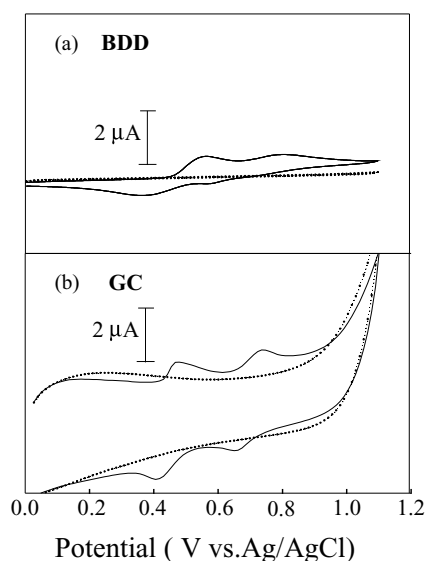 (a) BDD
2 μA
(b) GC
2 μA
0.0 0.2 0.4 0.6 0.8 1.0 1.2
Potential ( V vs.Ag/AgCl)